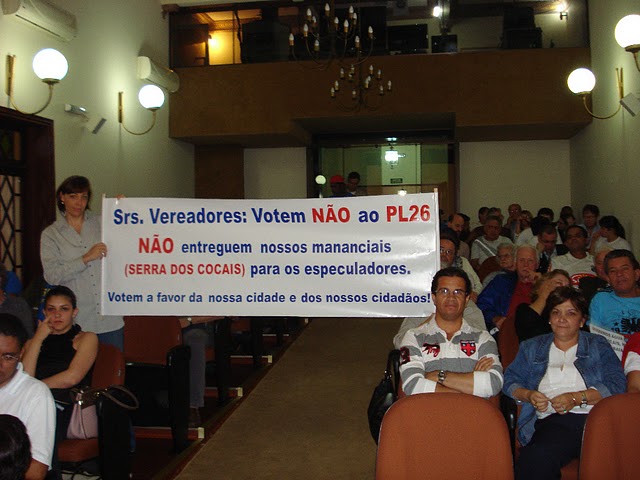 Srs. Vereadores: Votem NÃO ao PL26
NÃO entreguem nossos mananciais
(SERRA DOS COCAIS) para os especuladores.
Votem a favor da nossa cidade e dos nossos cidadãos!